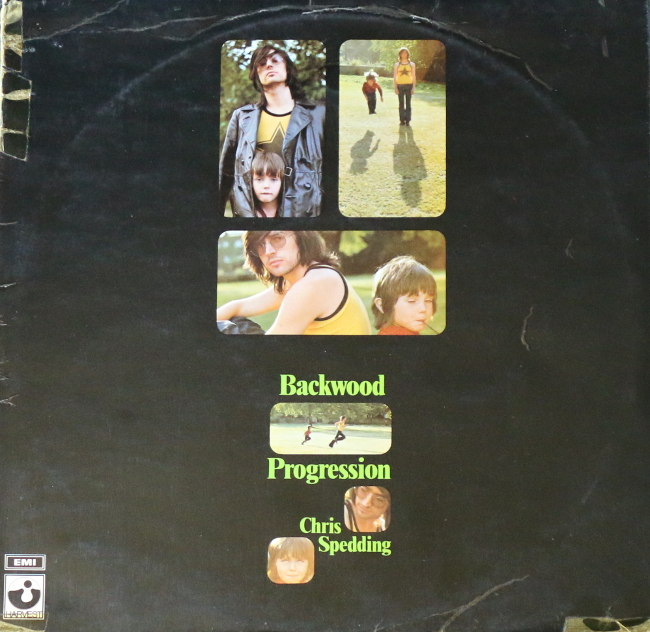 Backwood
Progression
Chris
Spedding
EMI
HARVEST